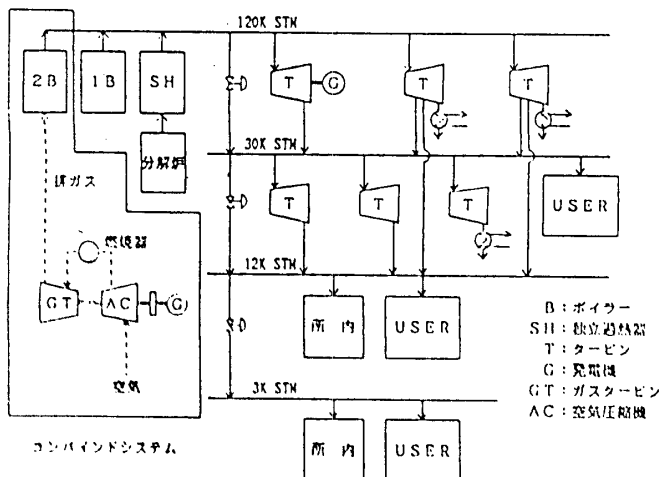 120K STM
2B
1B
SH
T
G
T
T
分解炉
30K STM
排ガス
燃焼器
T
T
T
USER
GT
AC
G
12K STM
空気
所内
USER
3K STM
所内
USER
コンバインドシステム
B:ボイラー
SH:独立過熱器
T:タービン
G:発電機
GT:ガスタービン
AC:空気圧縮機